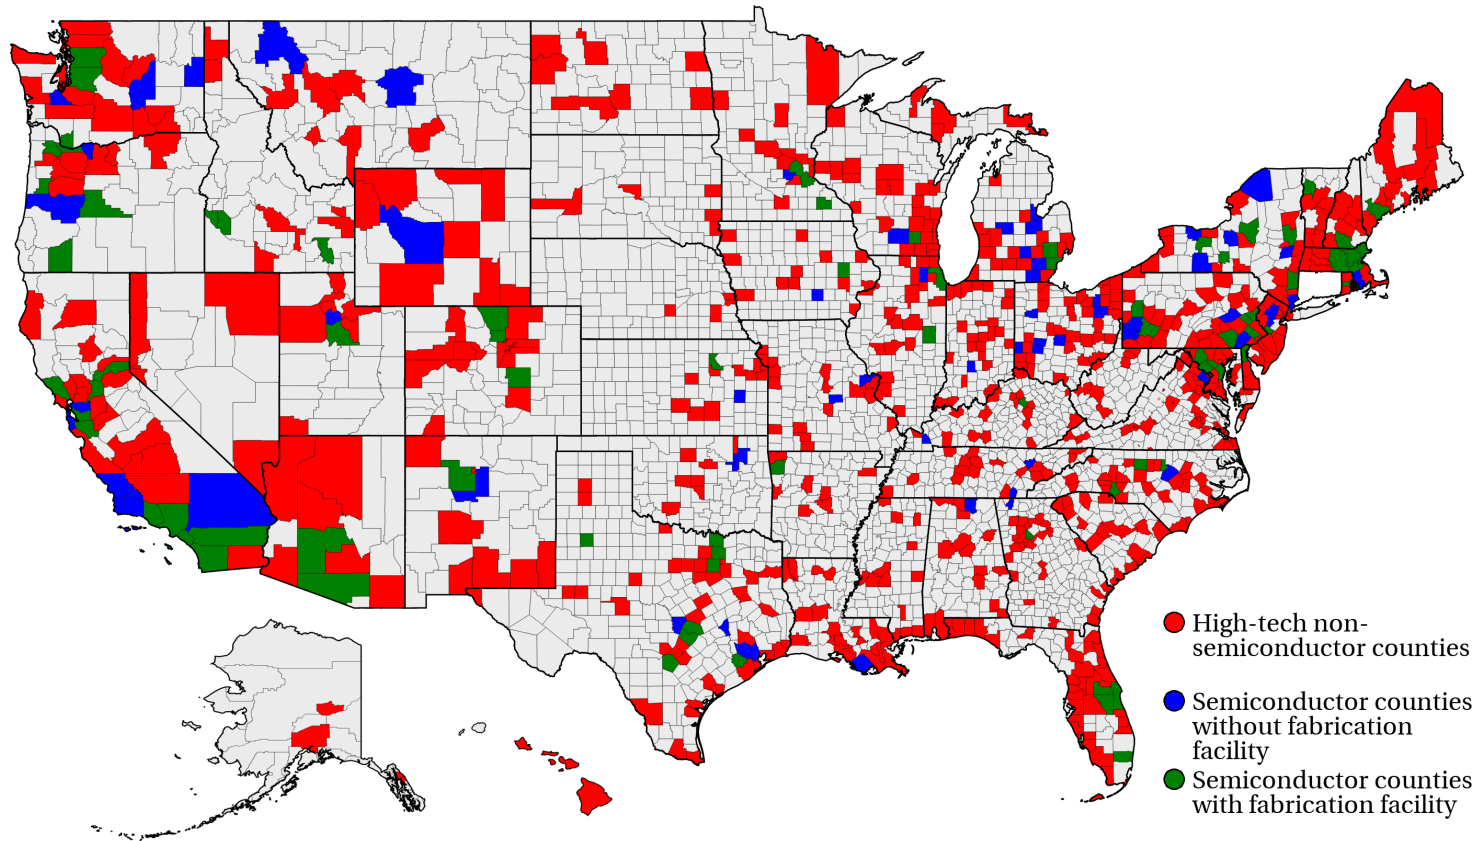 High-tech non-
semiconductor counties
Semiconductor counties
without fabrication
facility
Semiconductor counties
with fabrication facility